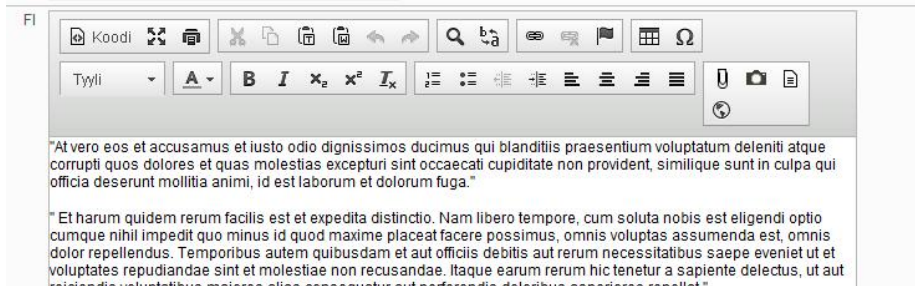 FI
Koodi
Tyyli
"At vero eos et accusamus et iusto odio dignissimos ducimus qui blanditiis praesentium voluptatum deleniti atque
corrupti quos dolores et quas molestias excepturi sint occaecati cupiditate non provident, similique sunt in culpa qui
officia deserunt mollitia animi, id est laborum et dolorum fuga."
" Et harum quidem rerum facilis est et expedita distinctio. Nam libero tempore, cum soluta nobis est eligendi optio
cumque nihil impedit quo minus id quod maxime placeat facere possimus, omnis voluptas assumenda est, omnis
dolor repellendus. Temporibus autem quibusdam et aut officiis debitis aut rerum necessitatibus saepe eveniet ut et
voluptates repudiandae sint et molestiae non recusandae. Itaque earum rerum hic tenetur a sapiente delectus, ut aut